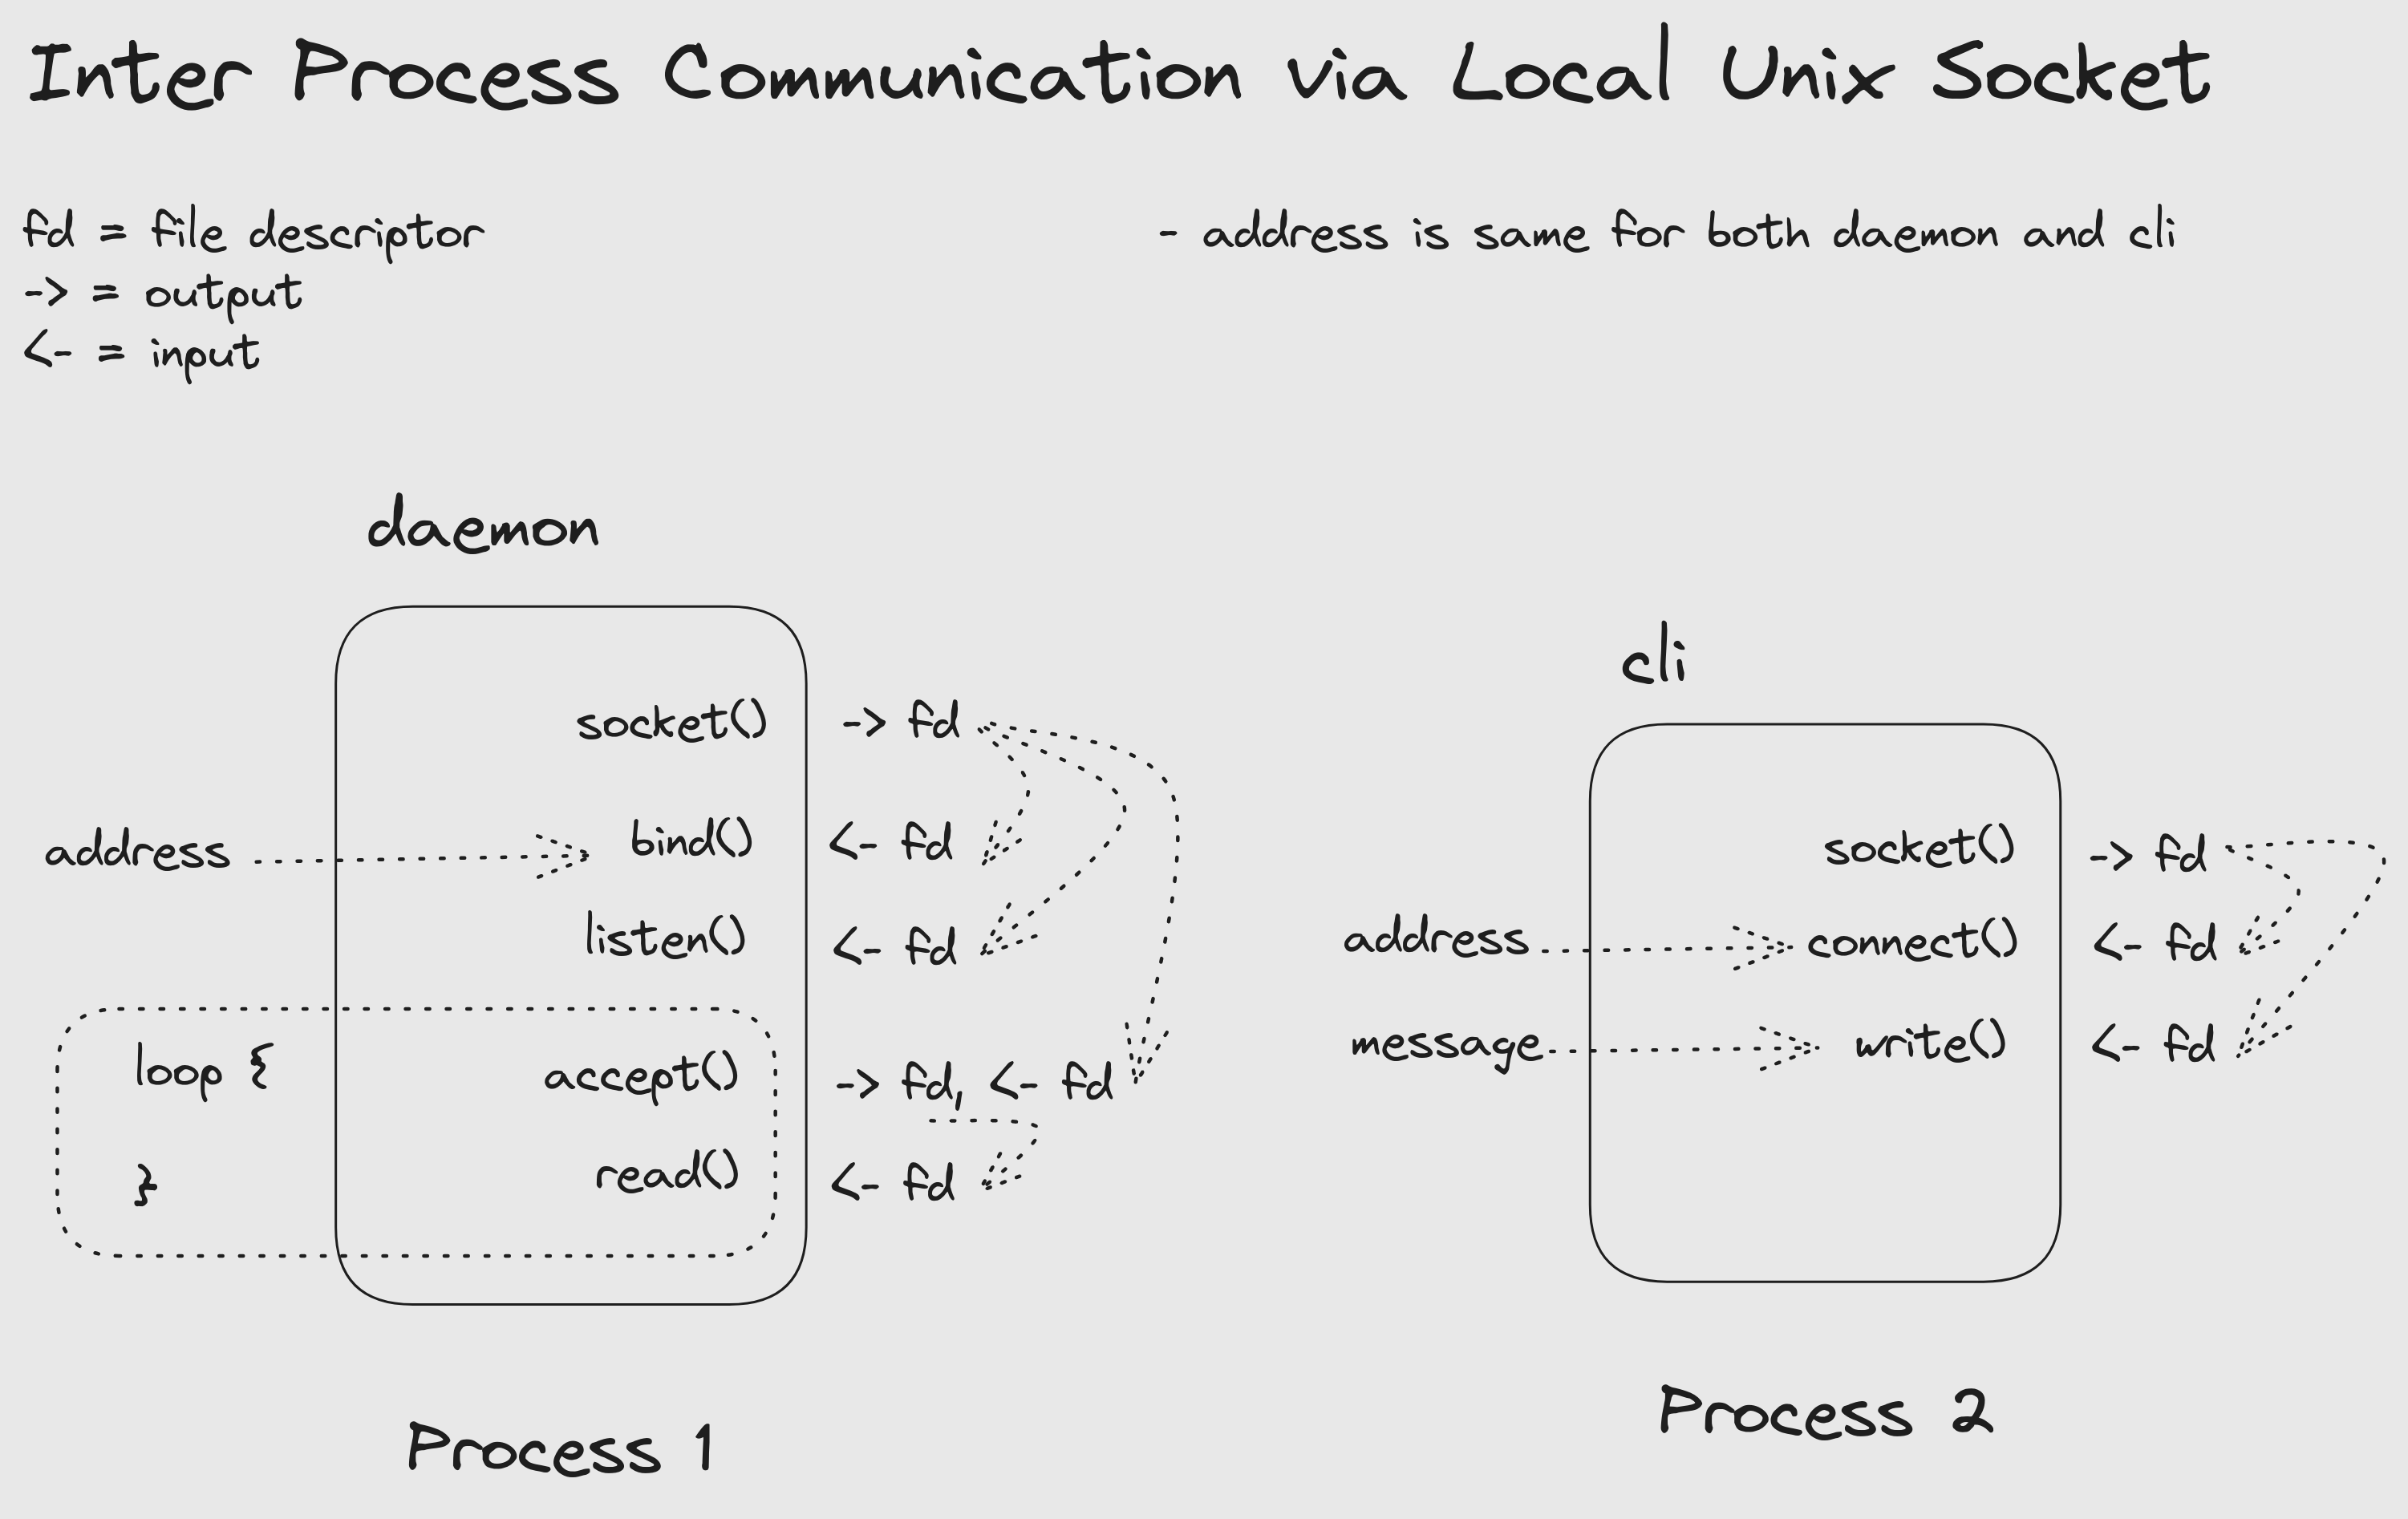 Inter Process Communication via Local Unix Socket
fd = file descriptor
-> = output
<- = input
- address is same for both daemon and cli
daemon
socket() -> fd
address bind() <- fd
listen() <- fd
loop { accept() -> fd, <- fd
} read() <- fd
Process 1
cli
socket() -> fd
address connect() <- fd
message write() <- fd
Process 2